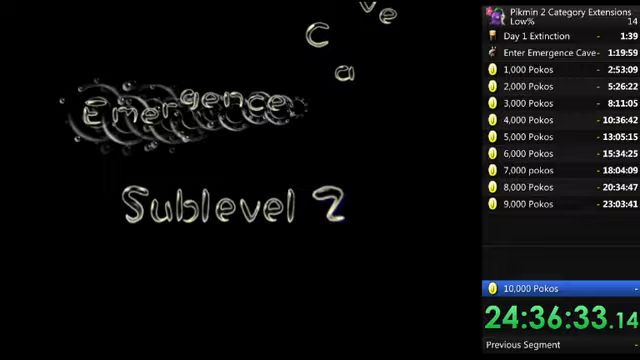 Emergence
Cave
Sublevel 2
Pikmin 2 Category Extensions
Low% 14
Day 1 Extinction - 1:39
Enter Emergence Cave - 1:19:59
1,000 Pokos - 2:53:09
2,000 Pokos - 5:26:22
3,000 Pokos - 8:11:05
4,000 Pokos - 10:36:42
5,000 Pokos - 13:05:15
6,000 Pokos - 15:34:25
7,000 pokos - 18:04:09
8,000 Pokos - 20:34:47
9,000 Pokos - 23:03:41
10,000 Pokos -
24:36:33.14
Previous Segment -